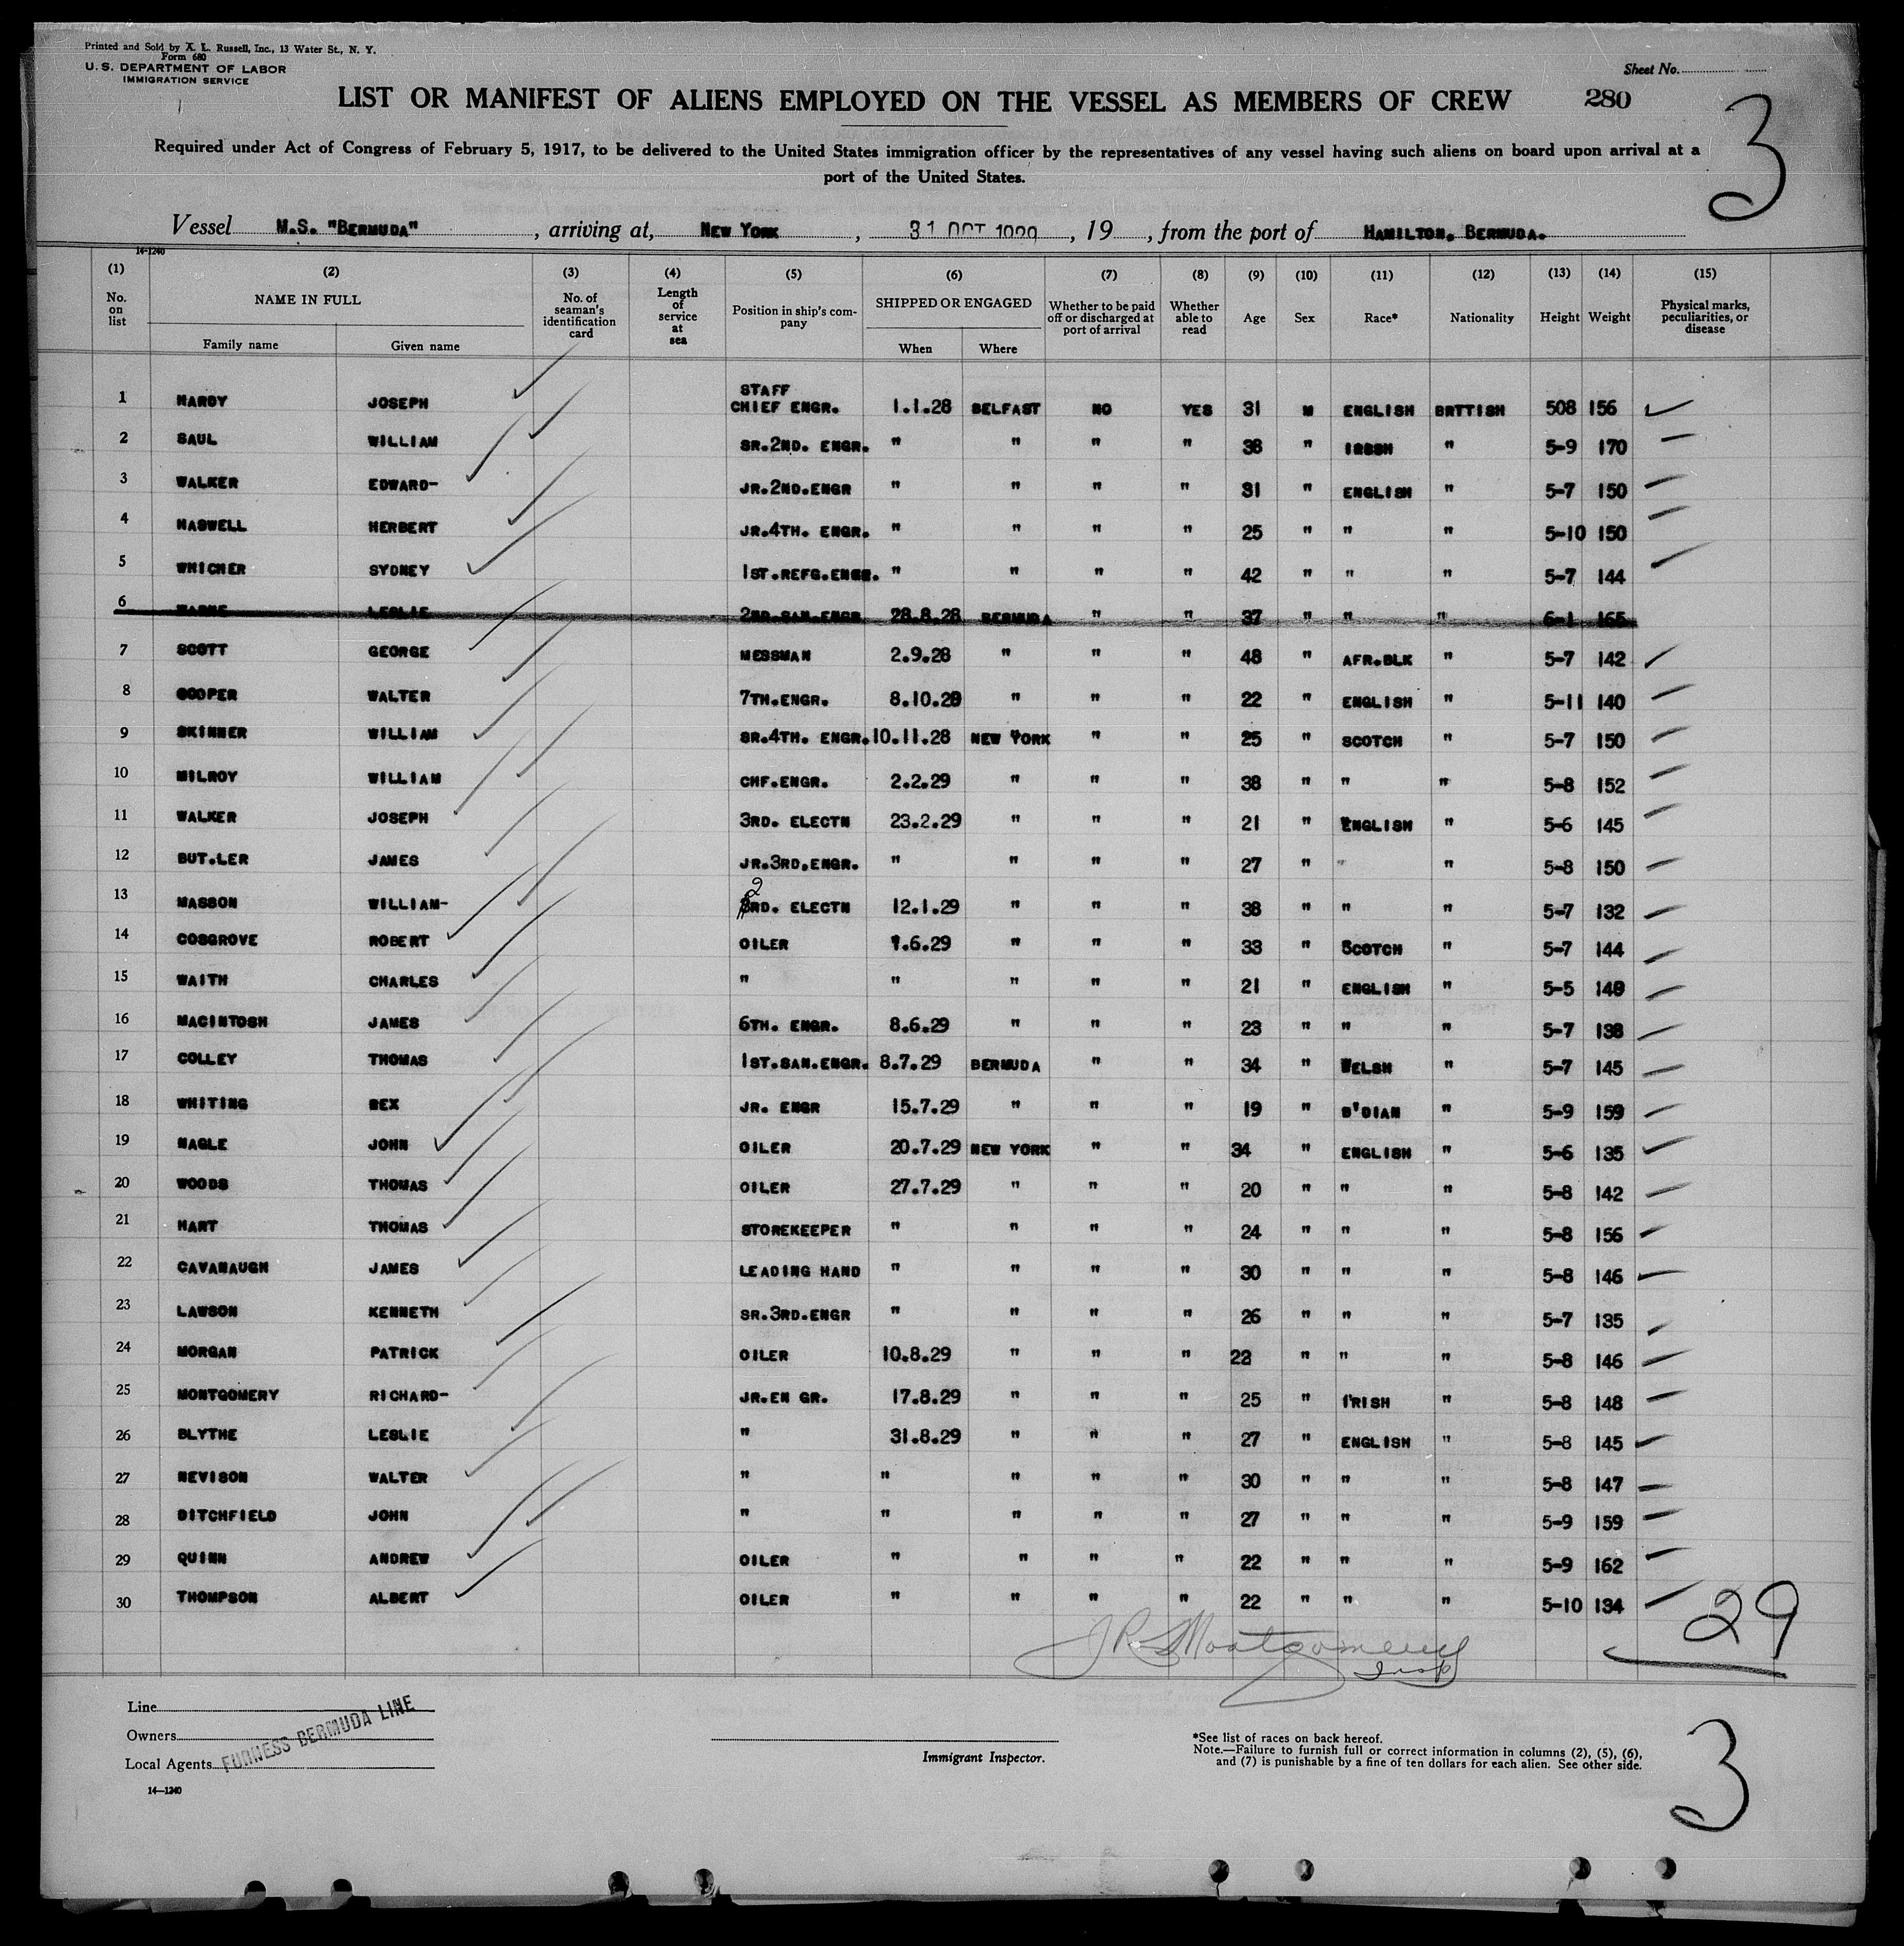 Printed and Sold by A. L. Russell, Inc., 13 Water St., N. Y.
Form 680
U. S. DEPARTMENT OF LABOR
IMMIGRATION SERVICE
Sheet No.
LIST OR MANIFEST OF ALIENS EMPLOYED ON THE VESSEL AS MEMBERS OF CREW 280
3
Required under Act of Congress of February 5, 1917, to be delivered to the United States immigration officer by the representatives of any vessel having such aliens on board upon arrival at a
port of the United States.
Vessel M.S. "BERMUDA", arriving at, NEW YORK, 31 OCT 1929, 19, from the port of HAMILTON, BERMUDA.
14-1240
(1) (2) (3) (4) (5) (6) (7) (8) (9) (10) (11) (12) (13) (14) (15)
No. on list NAME IN FULL Family name Given name No. of seaman's identification card Length of service at sea Position in ship's company SHIPPED OR ENGAGED When Where Whether to be paid off or discharged at port of arrival Whether able to read Age Sex Race* Nationality Height Weight Physical marks, peculiarities, or disease
1 HARDY JOSEPH STAFF CHIEF ENGR. 1.1.28 BELFAST NO YES 31 M ENGLISH BRTTISH 508 156
2 SAUL WILLIAM SR.2ND. ENGR. " " " " 38 " IRSSH " 5-9 170
3 WALKER EDWARD- JR.2ND.ENGR " " " " 31 " ENGLISH " 5-7 150
4 HASWELL HERBERT JR.4TH. ENGR. " " " " 25 " " " 5-10 150
5 WHICHER SYDNEY 1ST.REFG.ENGR. " " " " 42 " " " 5-7 144
6 LESLIE 2ND.SAN.ENGR 28.8.28 BERMUDA " " 37 " " " 6-1 165
7 SCOTT GEORGE MESSMAN 2.9.28 " " " 48 " AFR.BLK " 5-7 142
8 COOPER WALTER 7TH.ENGR. 8.10.28 " " " 22 " ENGLISH " 5-11 140
9 SKINNER WILLIAM SR.4TH. ENGR. 10.11.28 NEW YORK " " 25 " SCOTCH " 5-7 150
10 MILROY WILLIAM CHF.ENGR. 2.2.29 " " " 38 " " " 5-8 152
11 WALKER JOSEPH 3RD. ELECTN 23.2.29 " " " 21 " ENGLISH " 5-6 145
12 BUT.LER JAMES JR.3RD.ENGR. " " " " 27 " " " 5-8 150
13 MASSON WILLIAM- 2 3RD. ELECTN 12.1.29 " " " 38 " " " 5-7 132
14 COSGROVE ROBERT OILER 1.6.29 " " " 33 " SCOTCH " 5-7 144
15 WAITH CHARLES " " " " " 21 " ENGLISH " 5-5 140
16 MACINTOSH JAMES 6TH. ENGR. 8.6.29 " " " 23 " " " 5-7 138
17 COLLEY THOMAS 1ST.SAN.ENGR. 8.7.29 BERMUDA " " 34 " WELSH " 5-7 145
18 WHITING REX JR. ENGR 15.7.29 " " " 19 " B'DIAN " 5-9 159
19 NAGLE JOHN OILER 20.7.29 NEW YORK " " 34 " ENGLISH " 5-6 135
20 WOODS THOMAS OILER 27.7.29 " " " 20 " " " 5-8 142
21 HART THOMAS STOREKEEPER " " " " 24 " " " 5-8 156
22 CAVANAUGH JAMES LEADING HAND " " " " 30 " " " 5-8 146
23 LAWSON KENNETH SR.3RD.ENGR " " " " 26 " " " 5-7 135
24 MORGAN PATRICK OILER 10.8.29 " " " 22 " " " 5-8 146
25 MONTGOMERY RICHARD- JR.EN GR. 17.8.29 " " " 25 " IRISH " 5-8 148
26 BLYTHE LESLIE " 31.8.29 " " " 27 " ENGLISH " 5-8 145
27 NEVISON WALTER " " " " " 30 " " " 5-8 147
28 DITCHFIELD JOHN " " " " " 27 " " " 5-9 159
29 QUINN ANDREW OILER " " " " 22 " " " 5-9 162
30 THOMPSON ALBERT OILER " " " " 22 " " " 5-10 134
29
J R Montgomery
Insp
Line
Owners
Local Agents
FURNESS BERMUDA LINE
14—1240
Immigrant Inspector.
*See list of races on back hereof.
Note.—Failure to furnish full or correct information in columns (2), (5), (6),
and (7) is punishable by a fine of ten dollars for each alien. See other side.
3